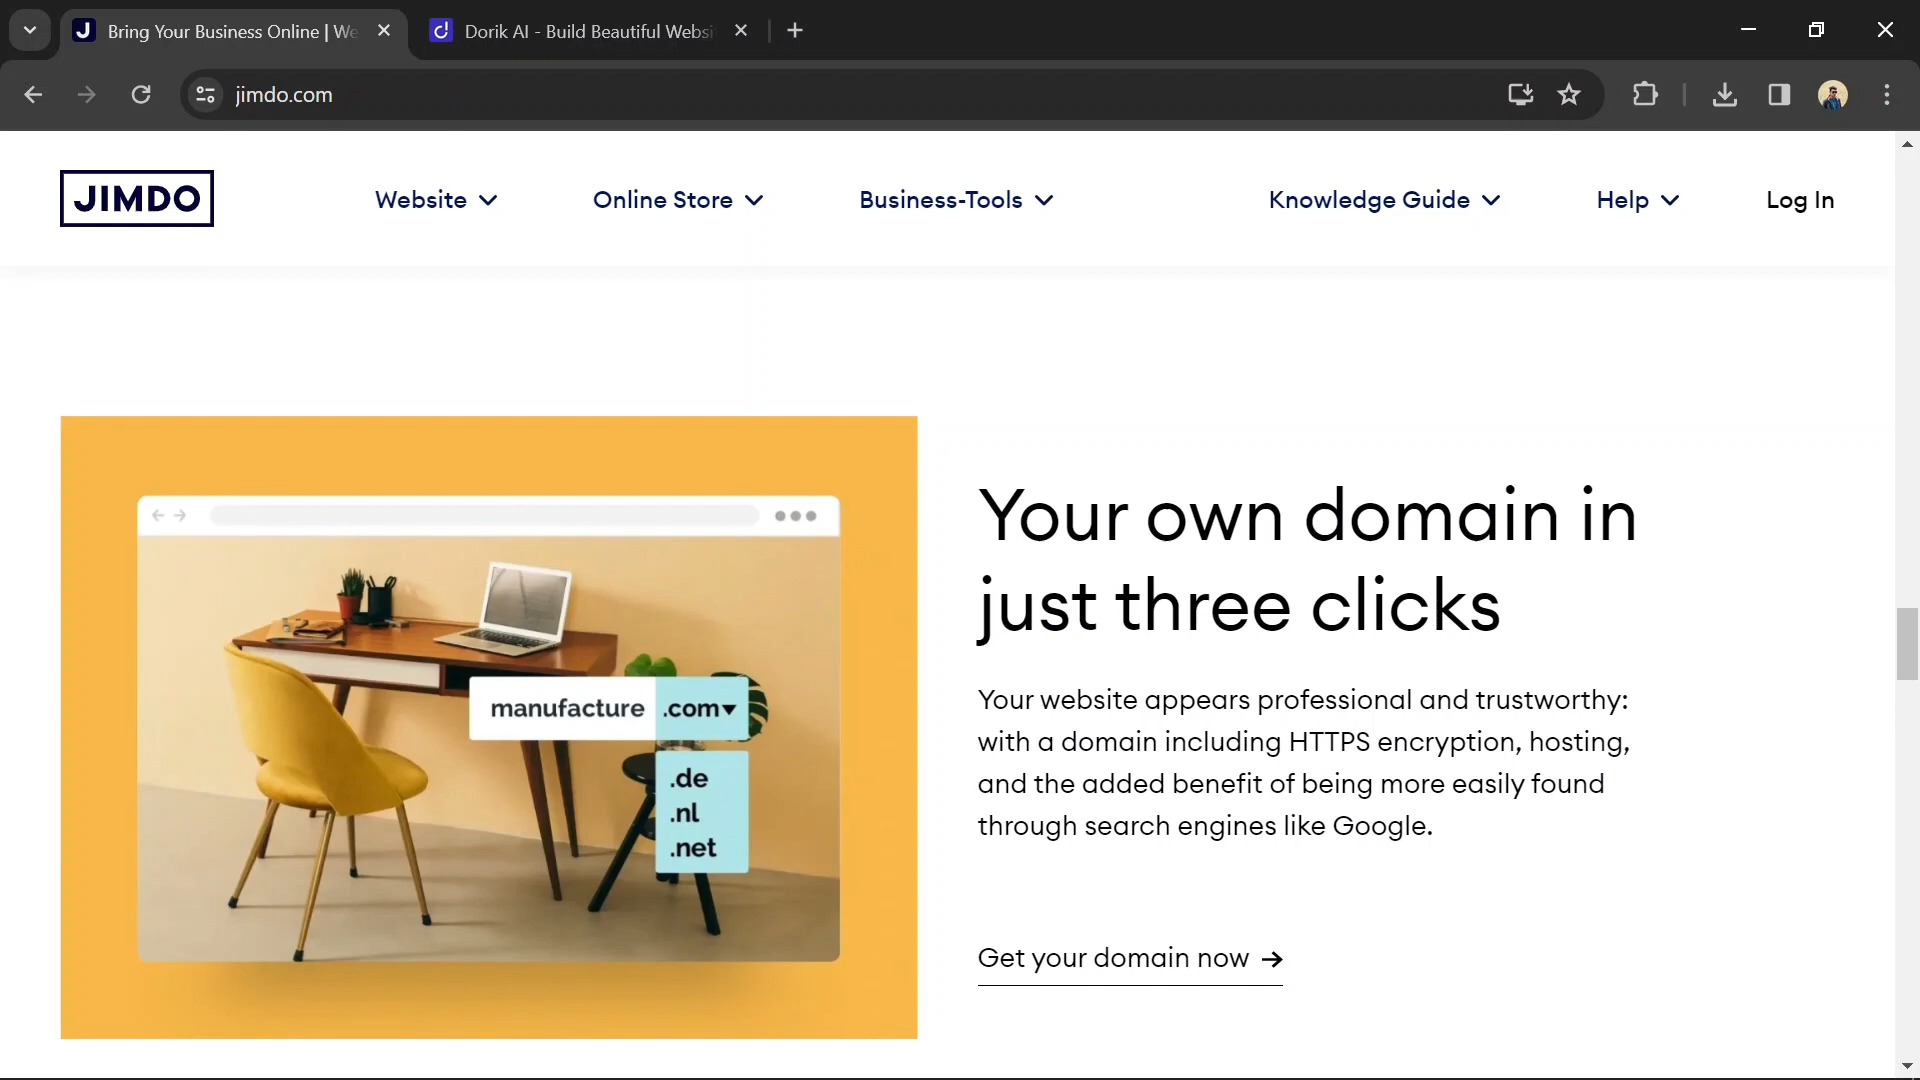 Bring Your Business Online | We
Dorik AI - Build Beautiful Websi
jimdo.com
JIMDO
Website
Online Store
Business-Tools
Knowledge Guide
Help
Log In
manufacture .com
.de
.nl
.net
Your own domain in
just three clicks
Your website appears professional and trustworthy:
with a domain including HTTPS encryption, hosting,
and the added benefit of being more easily found
through search engines like Google.
Get your domain now →